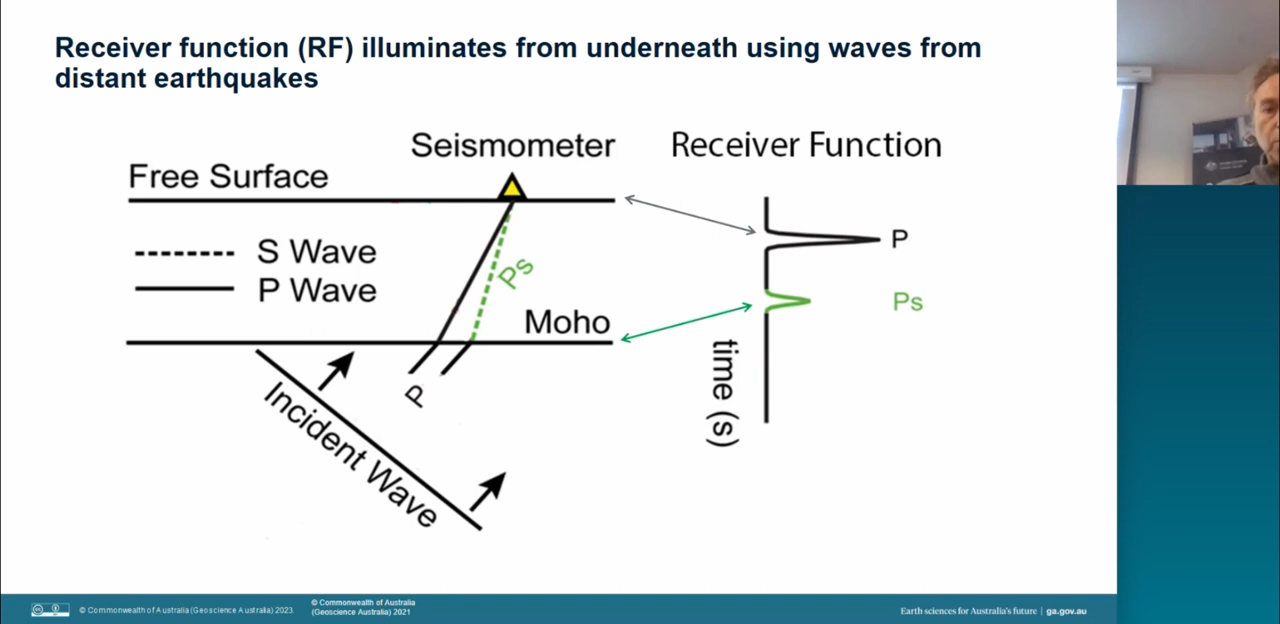 Receiver function (RF) illuminates from underneath using waves from
distant earthquakes
Seismometer
Receiver Function
Free Surface
S Wave
P Wave
Ps
Moho
P
Incident Wave
P
Ps
time (s)
© Commonwealth of Australia (Geoscience Australia) 2023.
© Commonwealth of Australia
(Geoscience Australia) 2021
Earth sciences for Australia's future | ga.gov.au